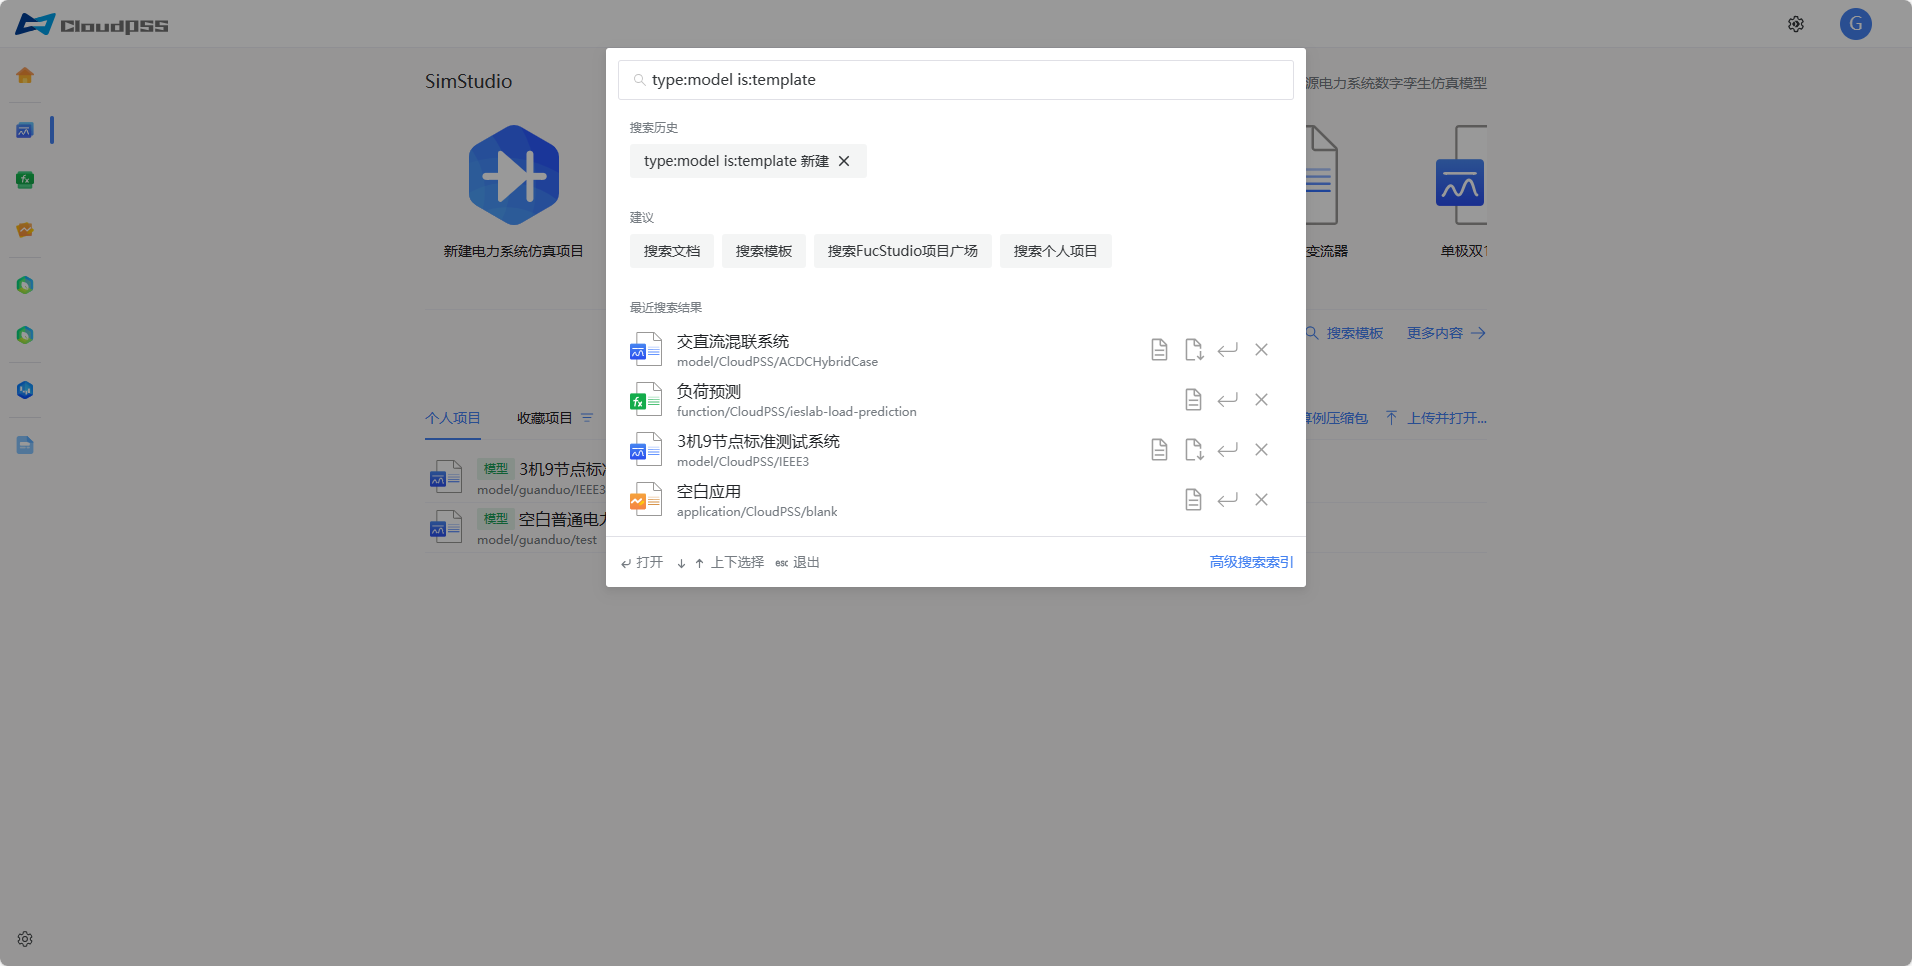 CloudPSS
G
SimStudio
源电力系统数字孪生仿真模型
type:model is:template
搜索历史
type:model is:template 新建
建议
搜索文档 搜索模板 搜索FucStudio项目广场 搜索个人项目
新建电力系统仿真项目
变流器
单极双1
最近搜索结果
交直流混联系统
model/CloudPSS/ACDCHybridCase
负荷预测
function/CloudPSS/ieslab-load-prediction
3机9节点标准测试系统
model/CloudPSS/IEEE3
空白应用
application/CloudPSS/blank
打开 上下选择 esc 退出
高级搜索索引
搜索模板 更多内容
个人项目 收藏项目
例压缩包 上传并打开...
模型 3机9节点标
model/guanduo/IEEE3
模型 空白普通电
model/guanduo/test